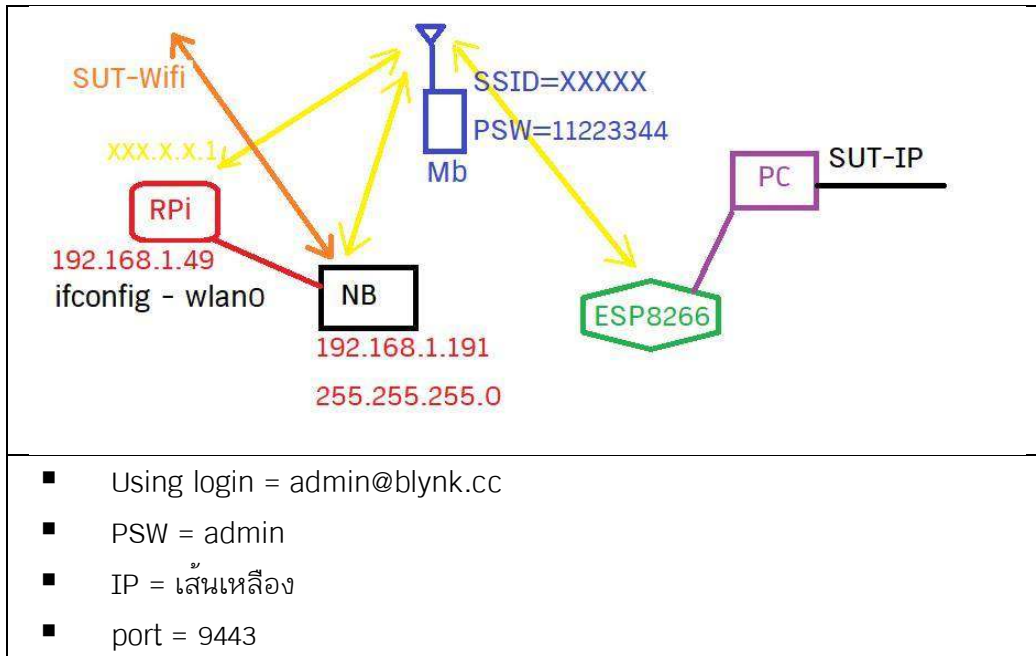 SUT-Wifi
SSID=XXXXX
PSW=11223344
xxx.x.x.1
Mb
PC
SUT-IP
RPi
192.168.1.49
ifconfig - wlan0
NB
ESP8266
192.168.1.191
255.255.255.0
Using login = admin@blynk.cc
PSW = admin
IP = เส้นเหลือง
port = 9443